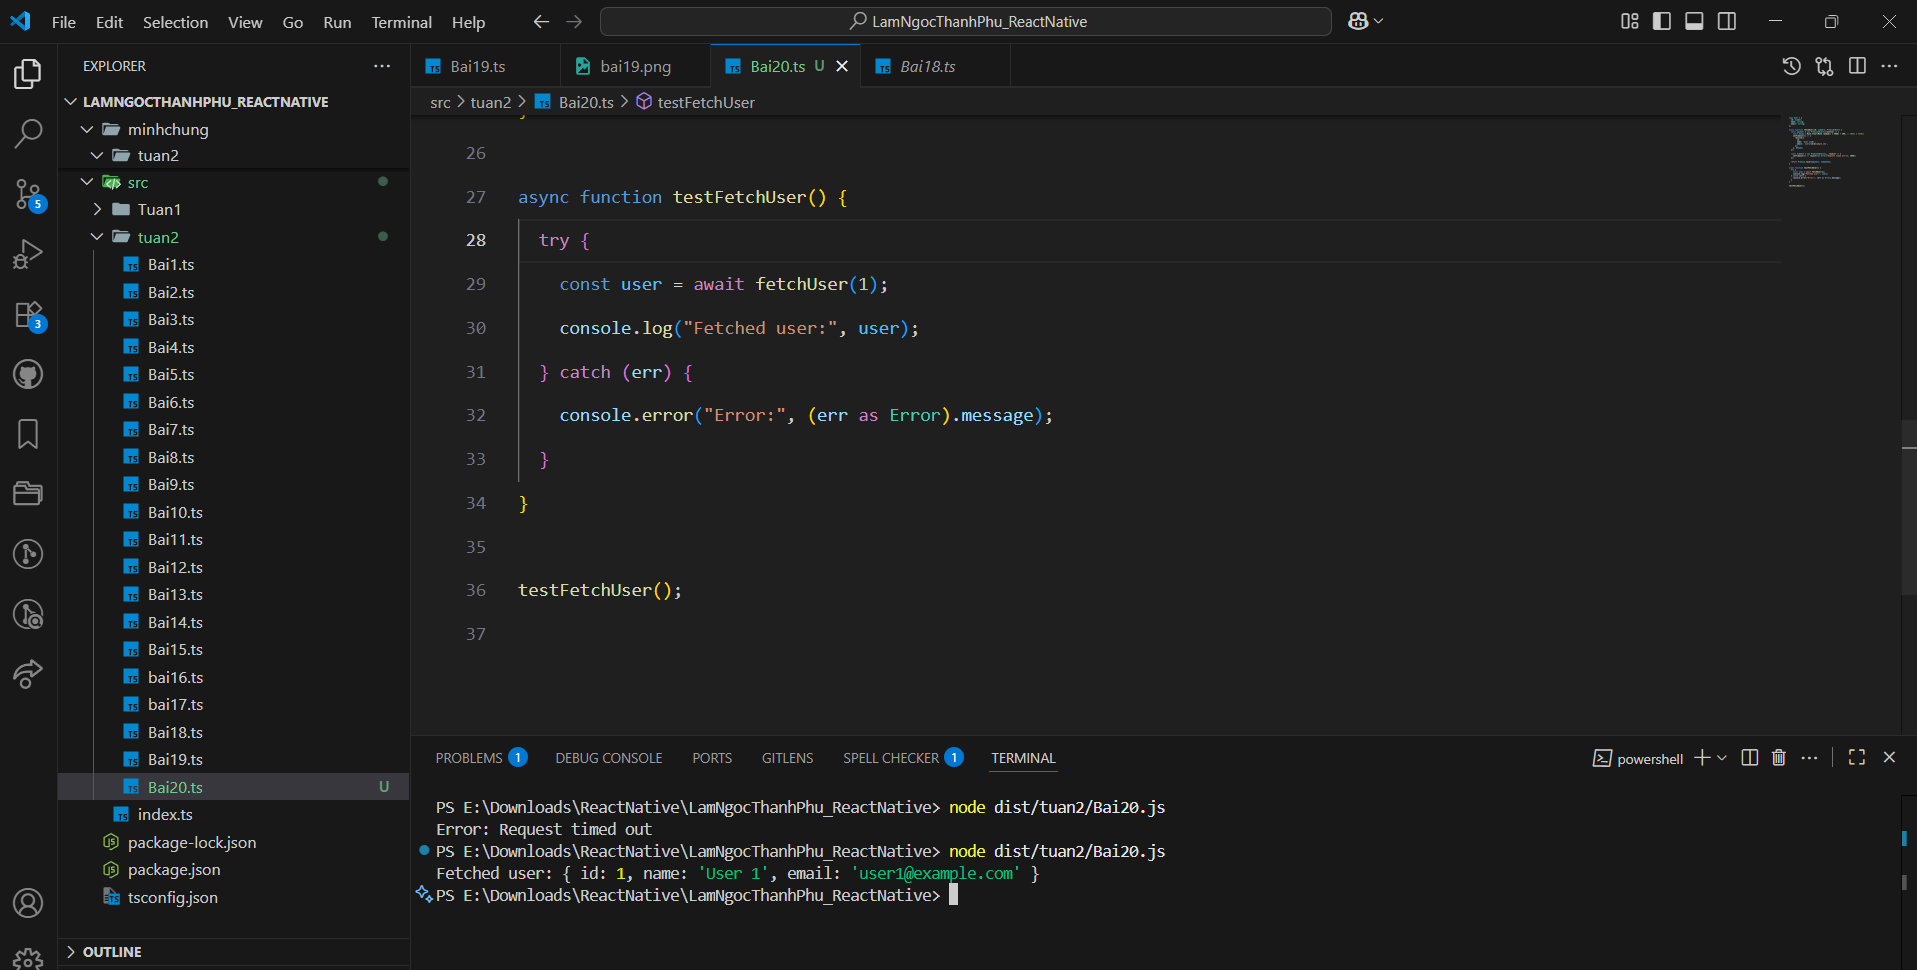 File Edit Selection View Go Run Terminal Help
LamNgocThanhPhu_ReactNative
EXPLORER
LAMNGOCTHANHPHU_REACTNATIVE
minhchung
tuan2
src
Tuan1
tuan2
Bai1.ts
Bai2.ts
Bai3.ts
Bai4.ts
Bai5.ts
Bai6.ts
Bai7.ts
Bai8.ts
Bai9.ts
Bai10.ts
Bai11.ts
Bai12.ts
Bai13.ts
Bai14.ts
Bai15.ts
bai16.ts
bai17.ts
Bai18.ts
Bai19.ts
Bai20.ts U
index.ts
package-lock.json
package.json
tsconfig.json
OUTLINE
5
3
Bai19.ts bai19.png Bai20.ts U Bai18.ts
src > tuan2 > Bai20.ts > testFetchUser
}
26
27 async function testFetchUser() {
28 try {
29 const user = await fetchUser(1);
30 console.log("Fetched user:", user);
31 } catch (err) {
32 console.error("Error:", (err as Error).message);
33 }
34 }
35
36 testFetchUser();
37
PROBLEMS 1 DEBUG CONSOLE PORTS GITLENS SPELL CHECKER 1 TERMINAL powershell
PS E:\Downloads\ReactNative\LamNgocThanhPhu_ReactNative> node dist/tuan2/Bai20.js
Error: Request timed out
PS E:\Downloads\ReactNative\LamNgocThanhPhu_ReactNative> node dist/tuan2/Bai20.js
Fetched user: { id: 1, name: 'User 1', email: 'user1@example.com' }
PS E:\Downloads\ReactNative\LamNgocThanhPhu_ReactNative>